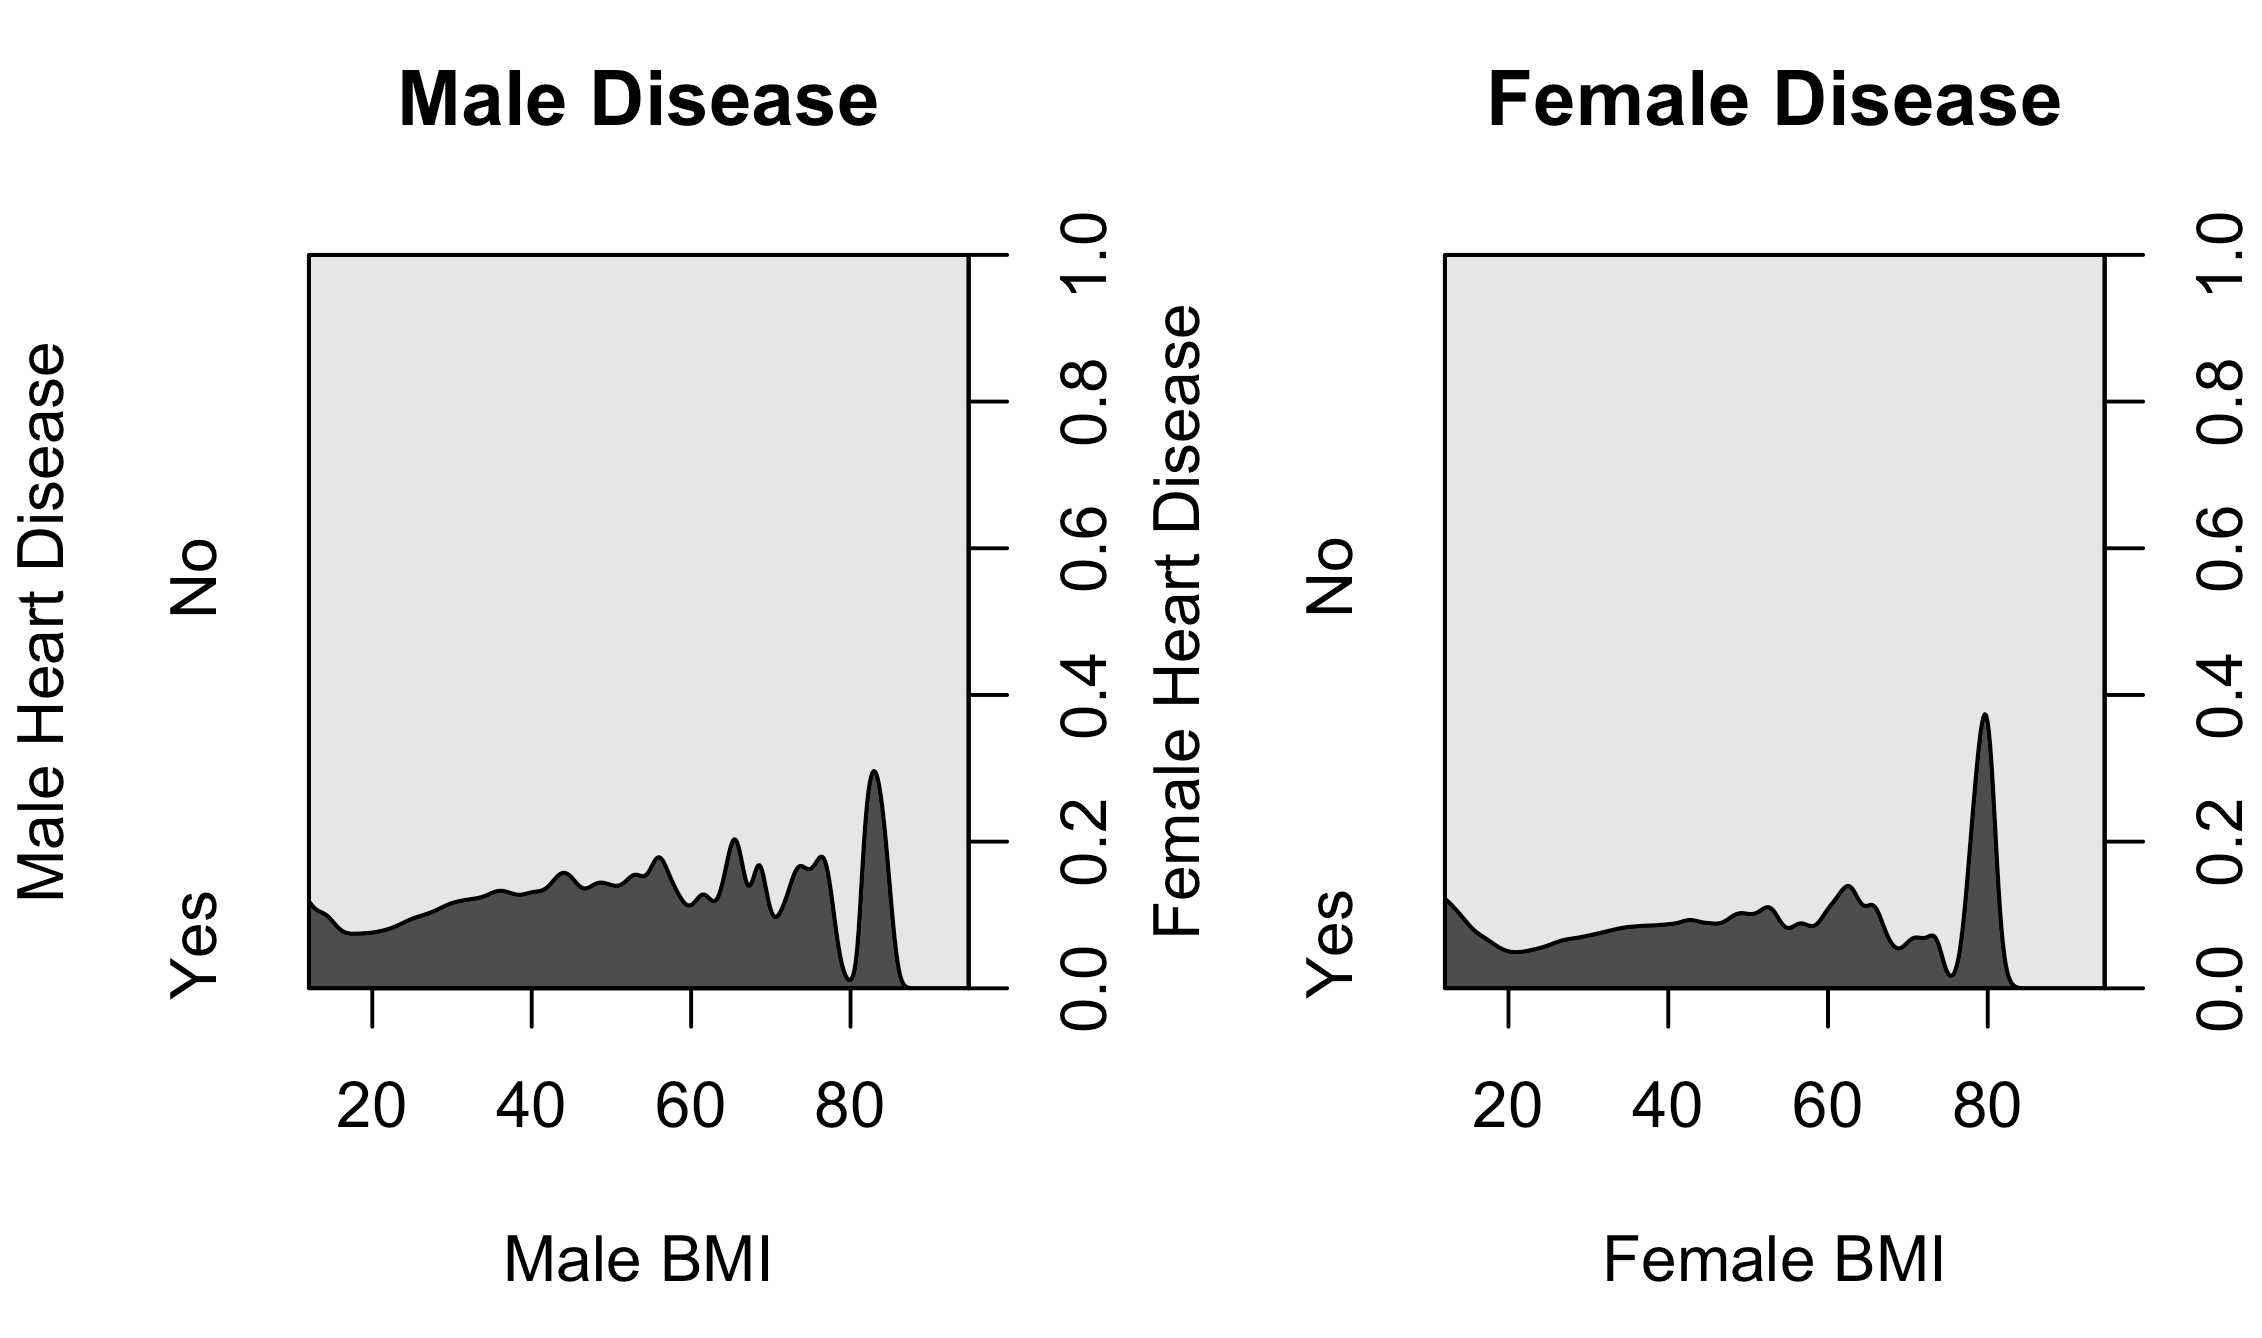 Male Disease
Male Heart Disease
No
Yes
1.0
0.8
0.6
0.4
0.2
0.0
20 40 60 80
Male BMI
Female Disease
Female Heart Disease
No
Yes
1.0
0.8
0.6
0.4
0.2
0.0
20 40 60 80
Female BMI